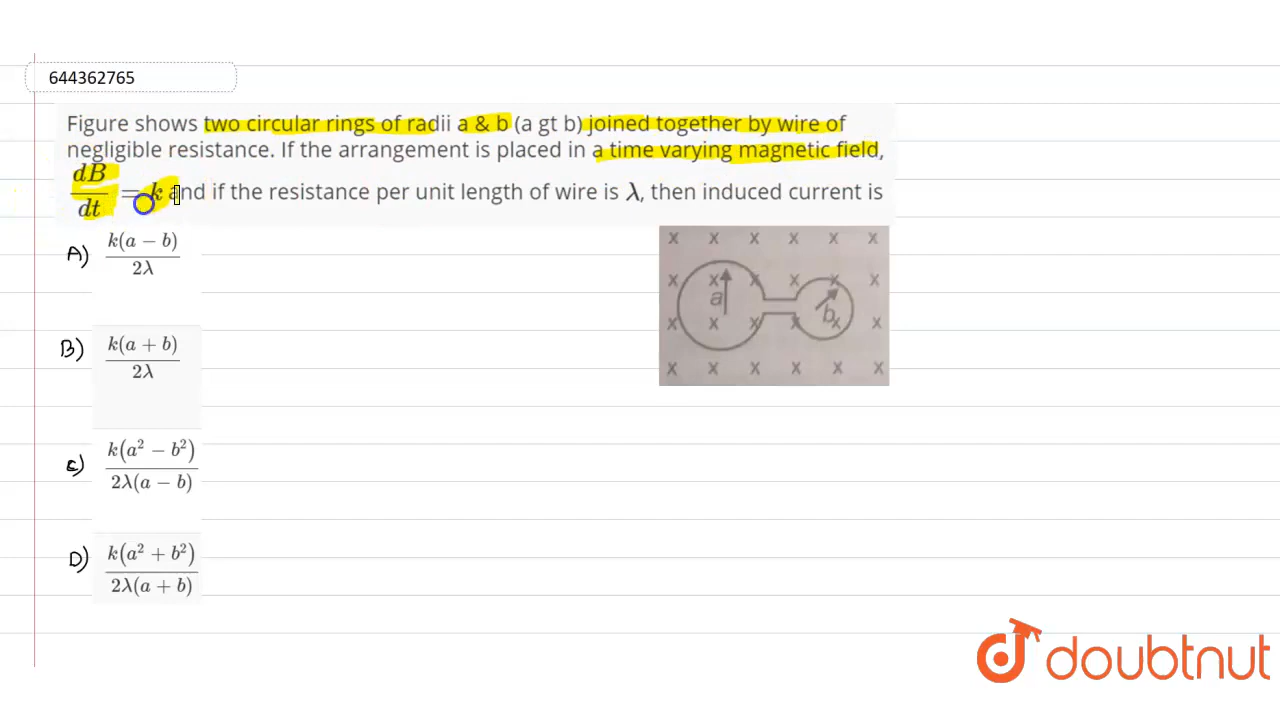 644362765
Figure shows two circular rings of radii a & b (a gt b) joined together by wire of
negligible resistance. If the arrangement is placed in a time varying magnetic field,
dB/dt = k and if the resistance per unit length of wire is λ, then induced current is
A) k(a − b)/2λ
B) k(a + b)/2λ
C) k(a² − b²)/2λ(a − b)
D) k(a² + b²)/2λ(a + b)
x x x x x x
x x x x x
a
b
x x x x x x
x x x x x x
doubtnut